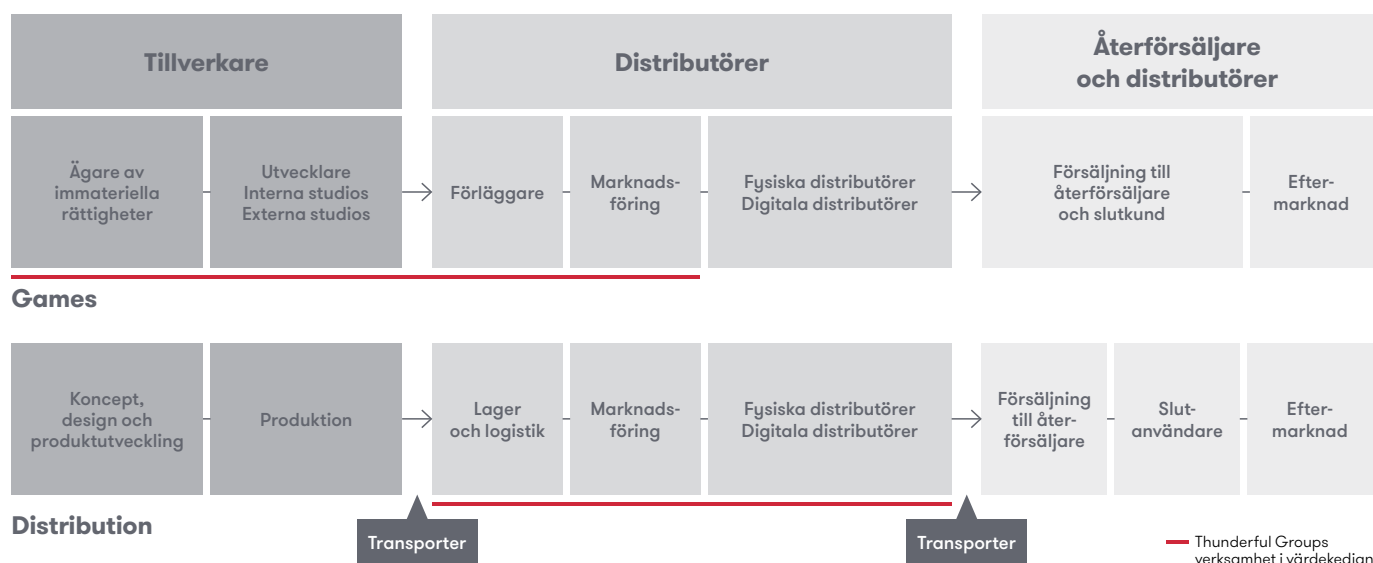 Tillverkare
Distributörer
Återförsäljare
och distributörer
Ägare av
immateriella
rättigheter
Utvecklare
Interna studios
Externa studios
Förläggare
Marknads-
föring
Fysiska distributörer
Digitala distributörer
Försäljning till
återförsäljare
och slutkund
Efter-
marknad
Games
Koncept,
design och
produktutveckling
Produktion
Lager
och logistik
Marknads-
föring
Fysiska distributörer
Digitala distributörer
Försäljning
till åter-
försäljare
Slut-
användare
Efter-
marknad
Distribution
Transporter
Transporter
Thunderful Groups
verksamhet i värdekedjan